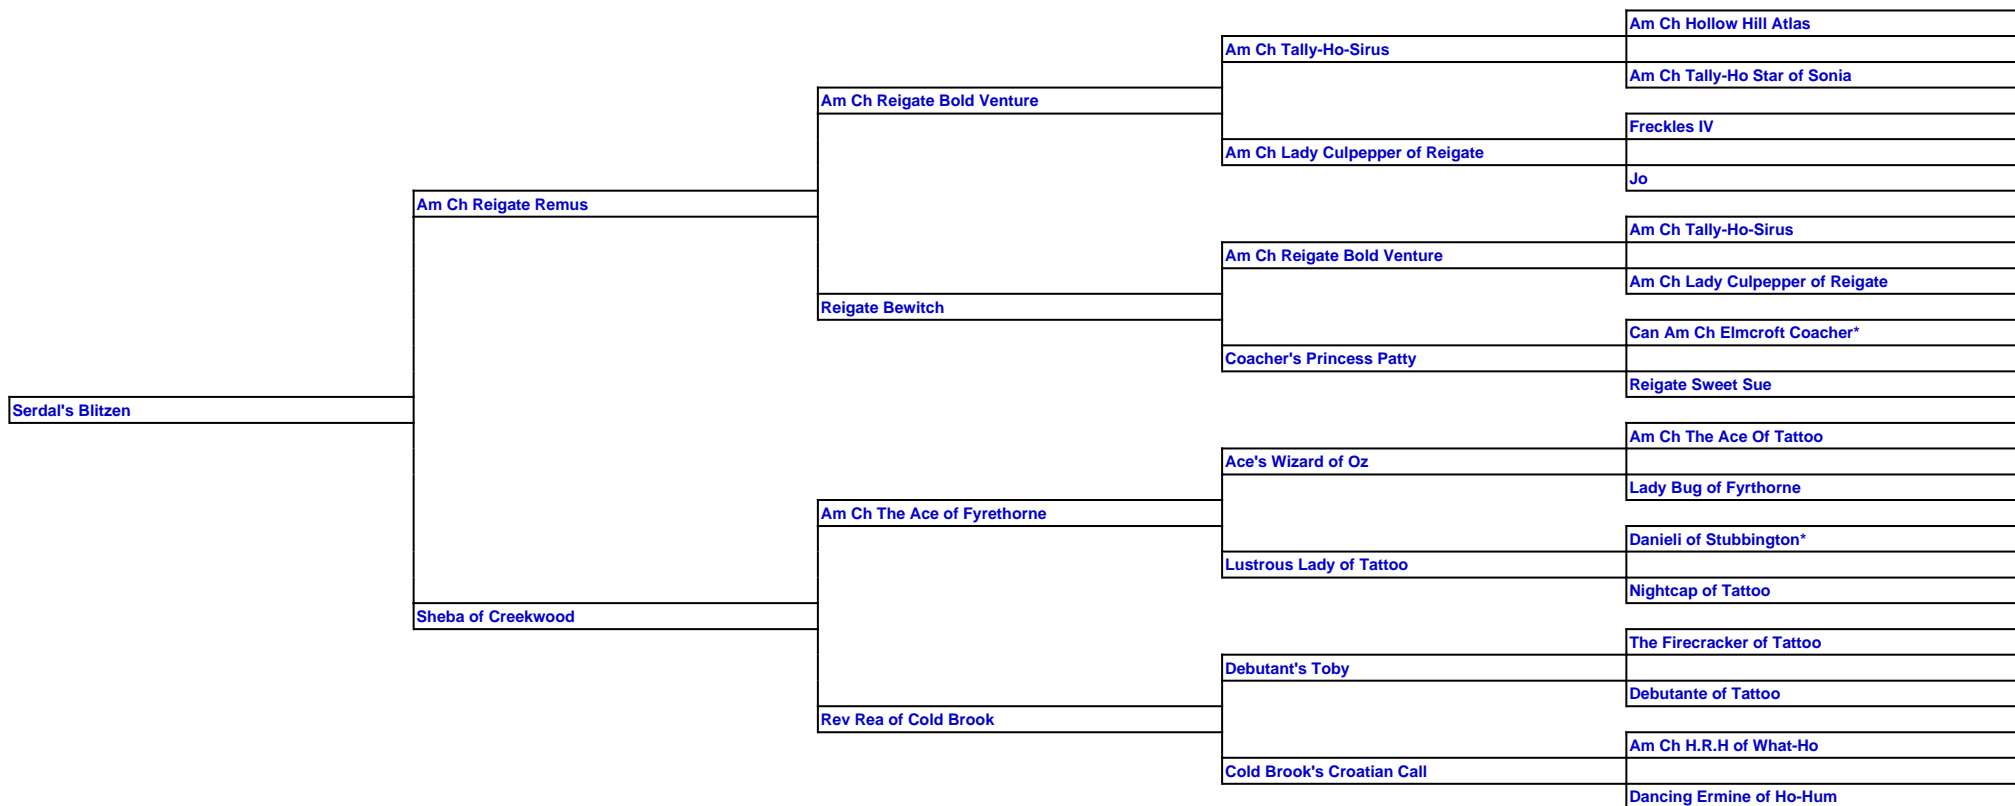 Am Ch Hollow Hill Atlas
Am Ch Tally-Ho-Sirus
Am Ch Tally-Ho Star of Sonia
Am Ch Reigate Bold Venture
Freckles IV
Am Ch Lady Culpepper of Reigate
Jo
Am Ch Reigate Remus
Am Ch Tally-Ho-Sirus
Am Ch Reigate Bold Venture
Am Ch Lady Culpepper of Reigate
Reigate Bewitch
Can Am Ch Elmcroft Coacher*
Coacher's Princess Patty
Reigate Sweet Sue
Serdal's Blitzen
Am Ch The Ace Of Tattoo
Ace's Wizard of Oz
Lady Bug of Fyrthorne
Am Ch The Ace of Fyrethorne
Danieli of Stubbington*
Lustrous Lady of Tattoo
Nightcap of Tattoo
Sheba of Creekwood
The Firecracker of Tattoo
Debutant's Toby
Debutante of Tattoo
Rev Rea of Cold Brook
Am Ch H.R.H of What-Ho
Cold Brook's Croatian Call
Dancing Ermine of Ho-Hum